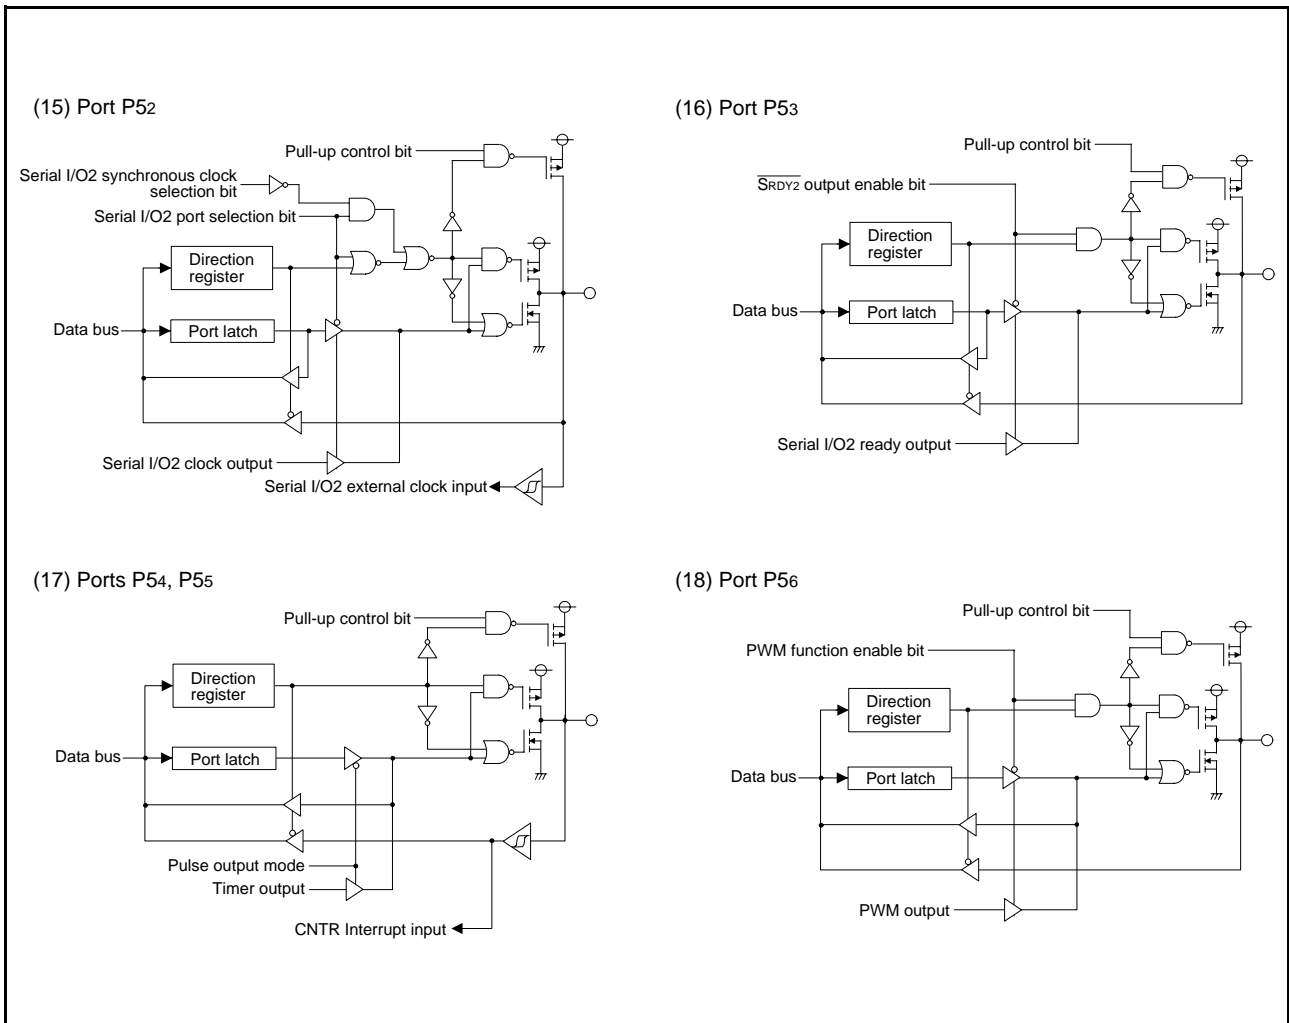 (15) Port P52
Pull-up control bit
Serial I/O2 synchronous clock
selection bit
Serial I/O2 port selection bit
Direction
register
Data bus
Port latch
Serial I/O2 clock output
Serial I/O2 external clock input
(16) Port P53
Pull-up control bit
SRDY2 output enable bit
Direction
register
Data bus
Port latch
Serial I/O2 ready output
(17) Ports P54, P55
Pull-up control bit
Direction
register
Data bus
Port latch
Pulse output mode
Timer output
CNTR Interrupt input
(18) Port P56
Pull-up control bit
PWM function enable bit
Direction
register
Data bus
Port latch
PWM output